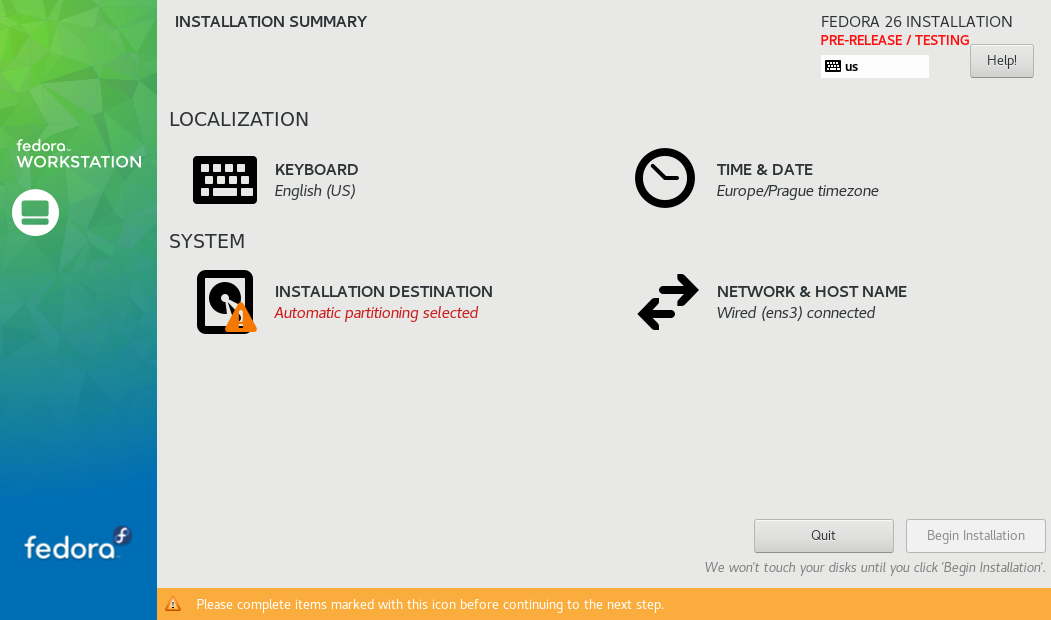 INSTALLATION SUMMARY
FEDORA 26 INSTALLATION
PRE-RELEASE / TESTING
us
Help!
fedora™
WORKSTATION
LOCALIZATION
KEYBOARD
English (US)
TIME & DATE
Europe/Prague timezone
SYSTEM
INSTALLATION DESTINATION
Automatic partitioning selected
NETWORK & HOST NAME
Wired (ens3) connected
fedora™
Quit
Begin Installation
We won't touch your disks until you click 'Begin Installation'.
Please complete items marked with this icon before continuing to the next step.